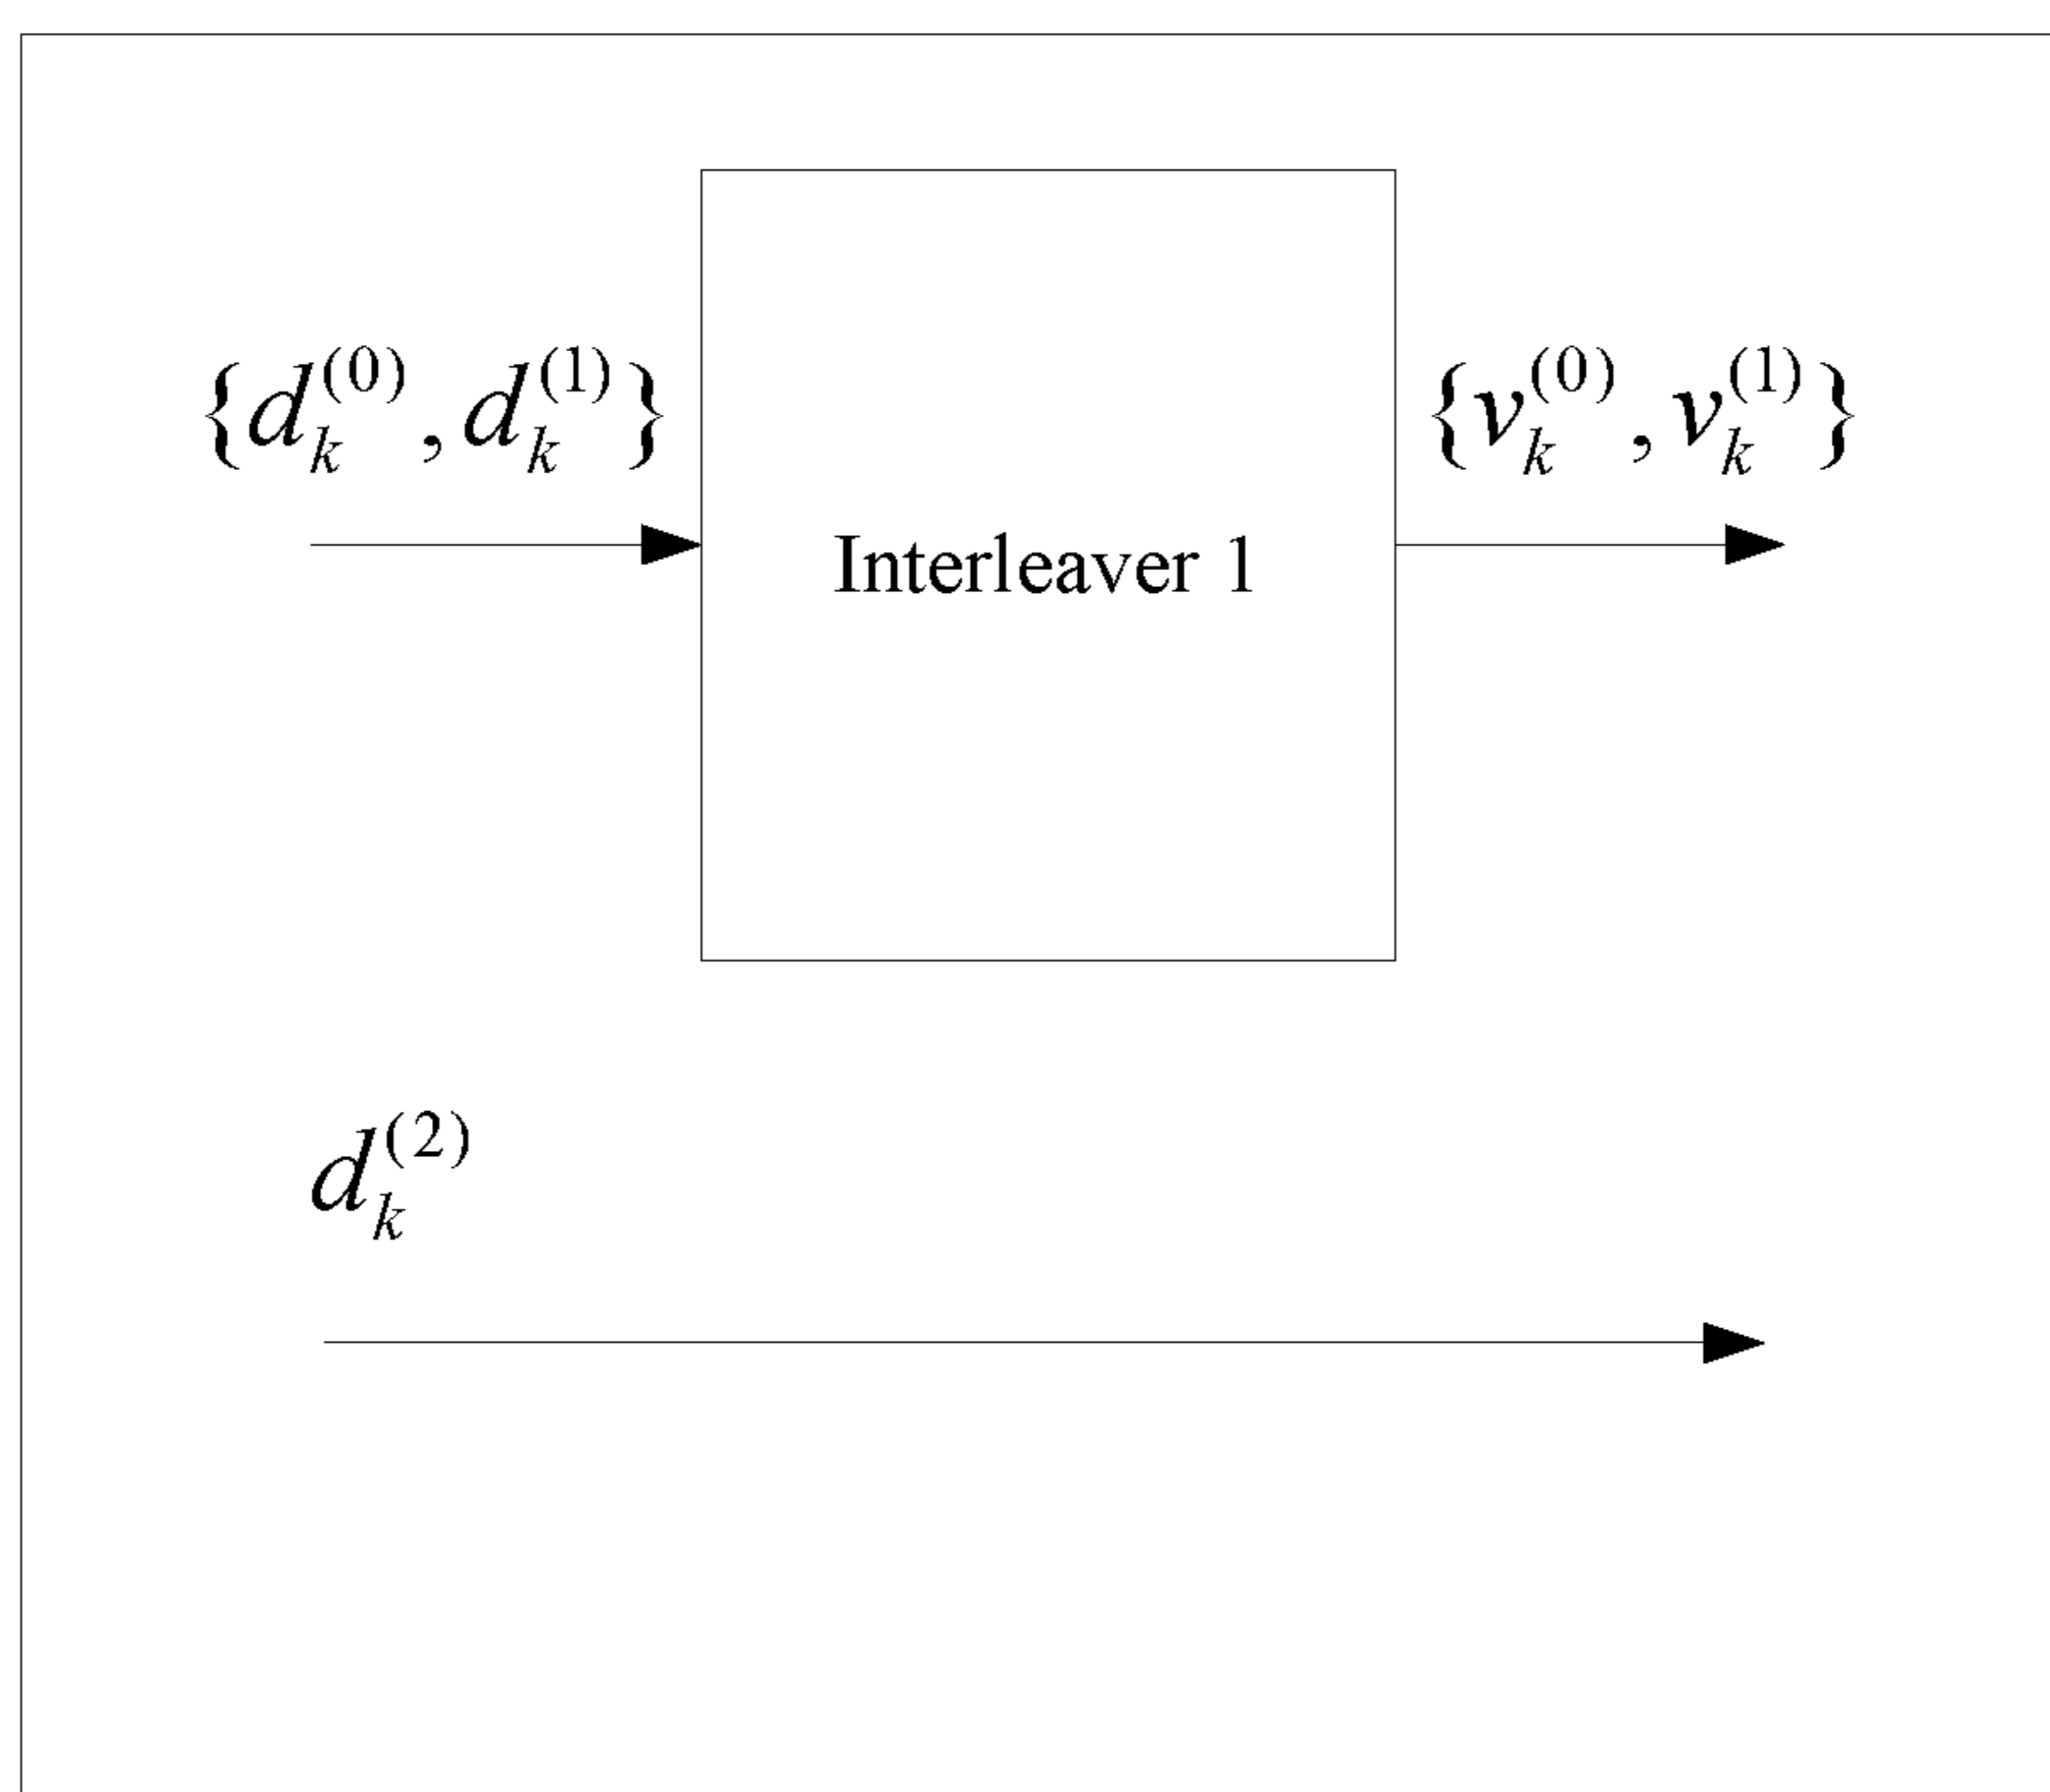 {d_k^(0), d_k^(1)}
Interleaver 1
{v_k^(0), v_k^(1)}
d_k^(2)